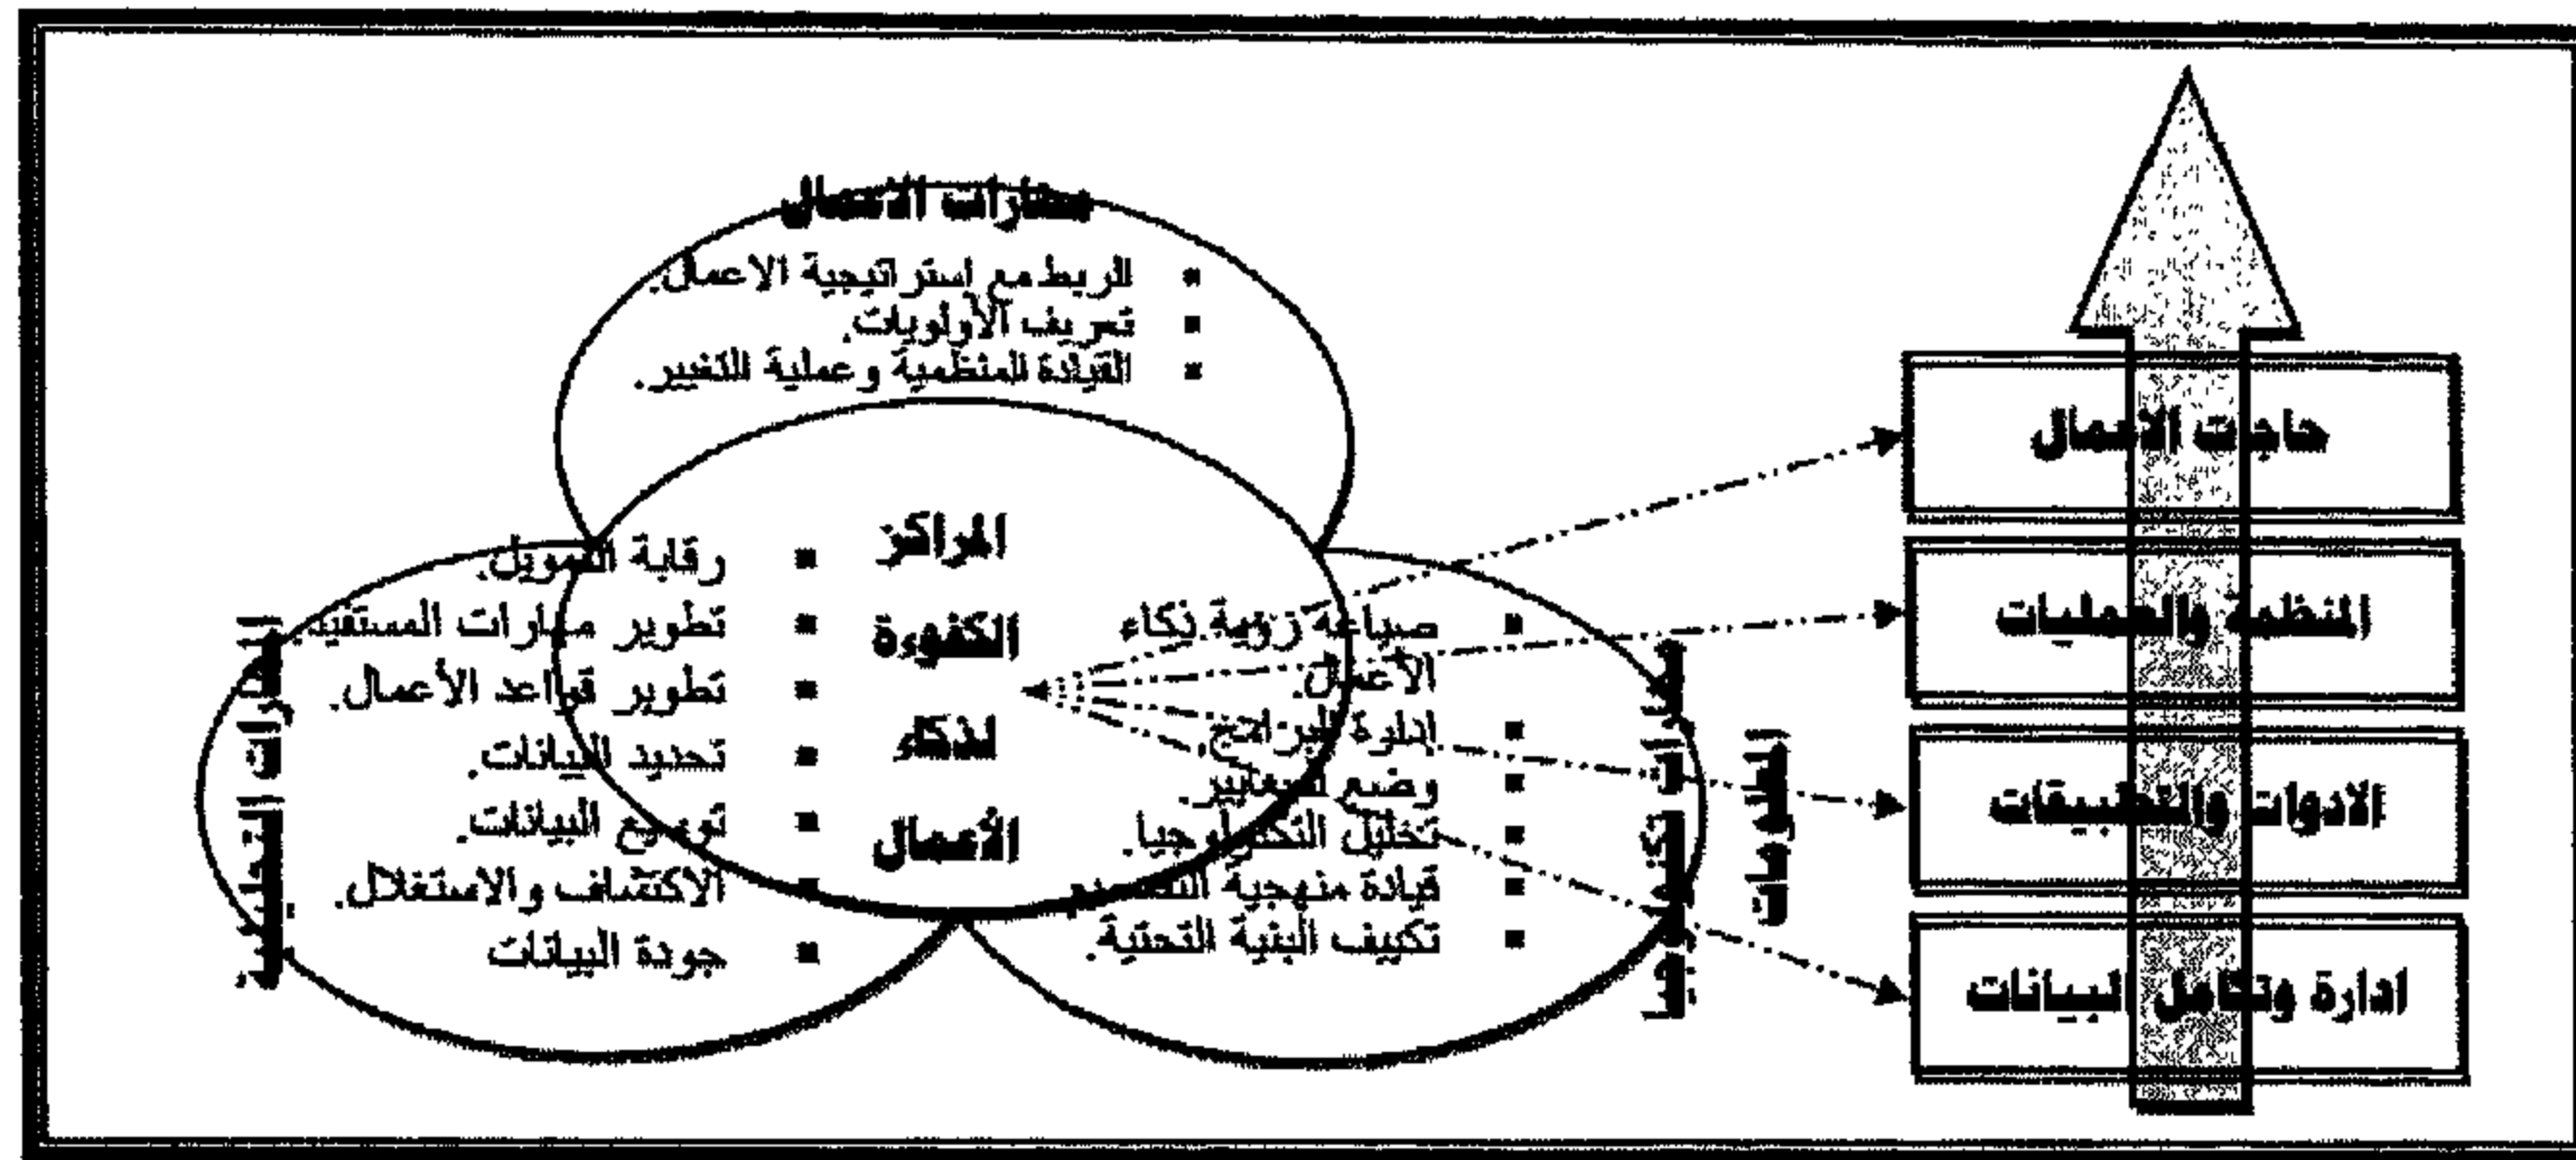 مهارات الاعمال
▪ الربط مع استراتيجية الاعمال.
▪ تعريف الأولويات.
▪ القيادة المنظمية وعملية التغيير.
المراكز
الكفوءة
لذكاء
الأعمال
المهارات التحليلية
▪ رقابة التمويل.
▪ تطوير مهارات المستفيد.
▪ تطوير قواعد الأعمال.
▪ تحديد البيانات.
▪ توزيع البيانات.
▪ الاكتشاف والاستغلال.
▪ جودة البيانات
مهارات تكنولوجيا
المعلومات
▪ صياغة رؤية ذكاء
الأعمال.
▪ إدارة البرامج.
▪ وضع المعايير.
▪ تحليل التكنولوجيا.
▪ قيادة منهجية
▪ تكييف البنية التحتية.
حاجات الاعمال
المنظمة والعمليات
الادوات والتطبيقات
ادارة وتكامل البيانات